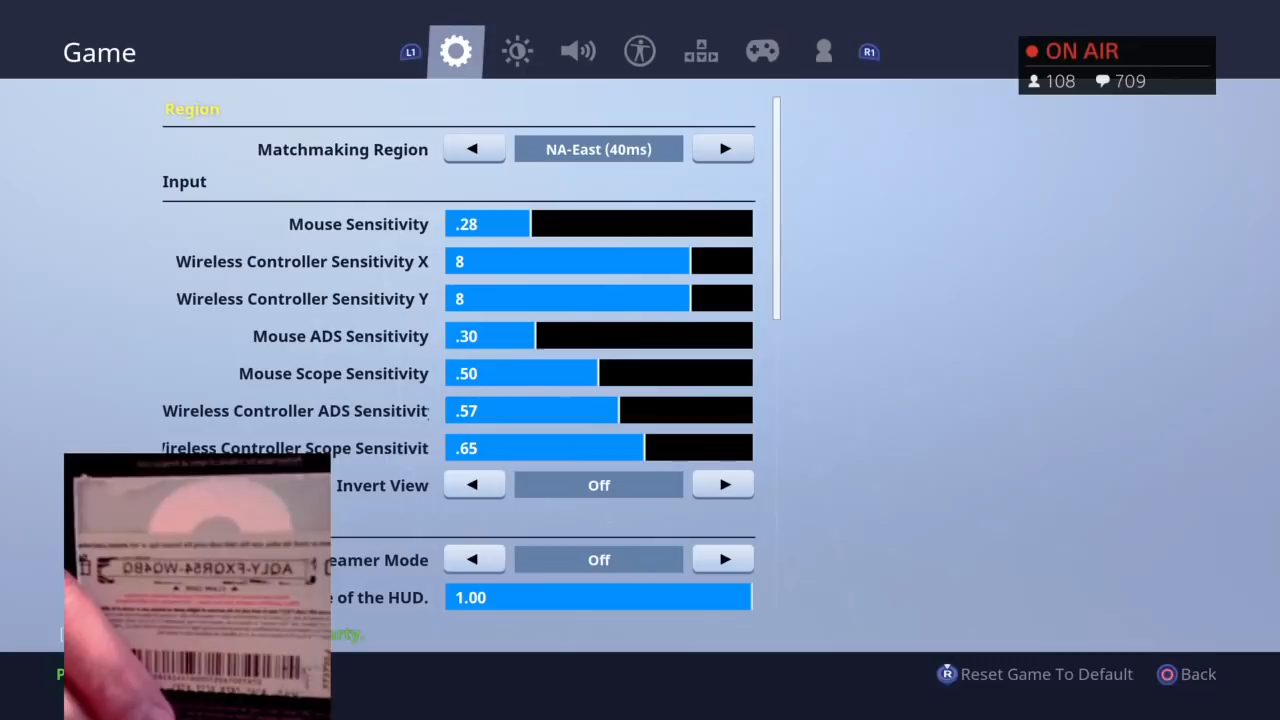 Game
L1
R1
ON AIR
108 709
Region
Matchmaking Region NA-East (40ms)
Input
Mouse Sensitivity .28
Wireless Controller Sensitivity X 8
Wireless Controller Sensitivity Y 8
Mouse ADS Sensitivity .30
Mouse Scope Sensitivity .50
Wireless Controller ADS Sensitivit .57
ireless Controller Scope Sensitivit .65
Invert View Off
eamer Mode Off
e of the HUD. 1.00
arty.
R Reset Game To Default Back